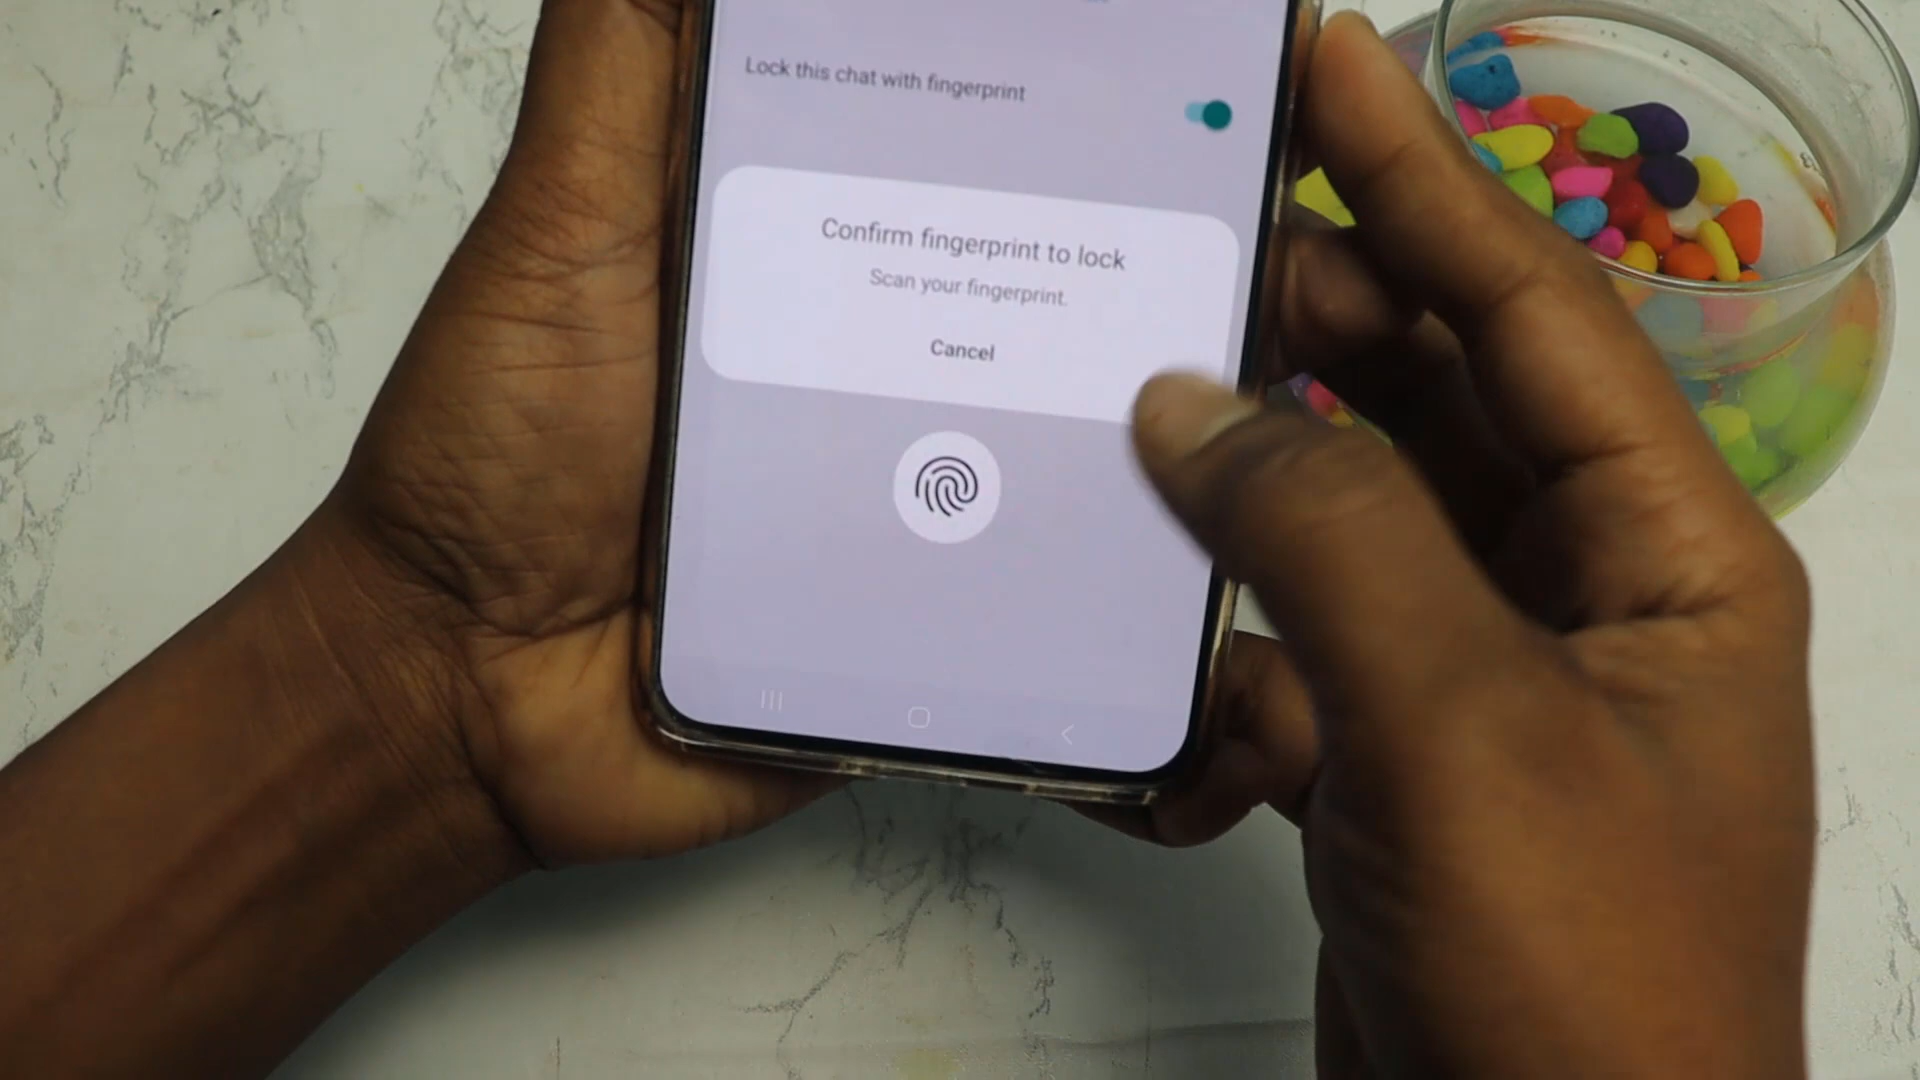 Lock this chat with fingerprint
Confirm fingerprint to lock
Scan your fingerprint.
Cancel